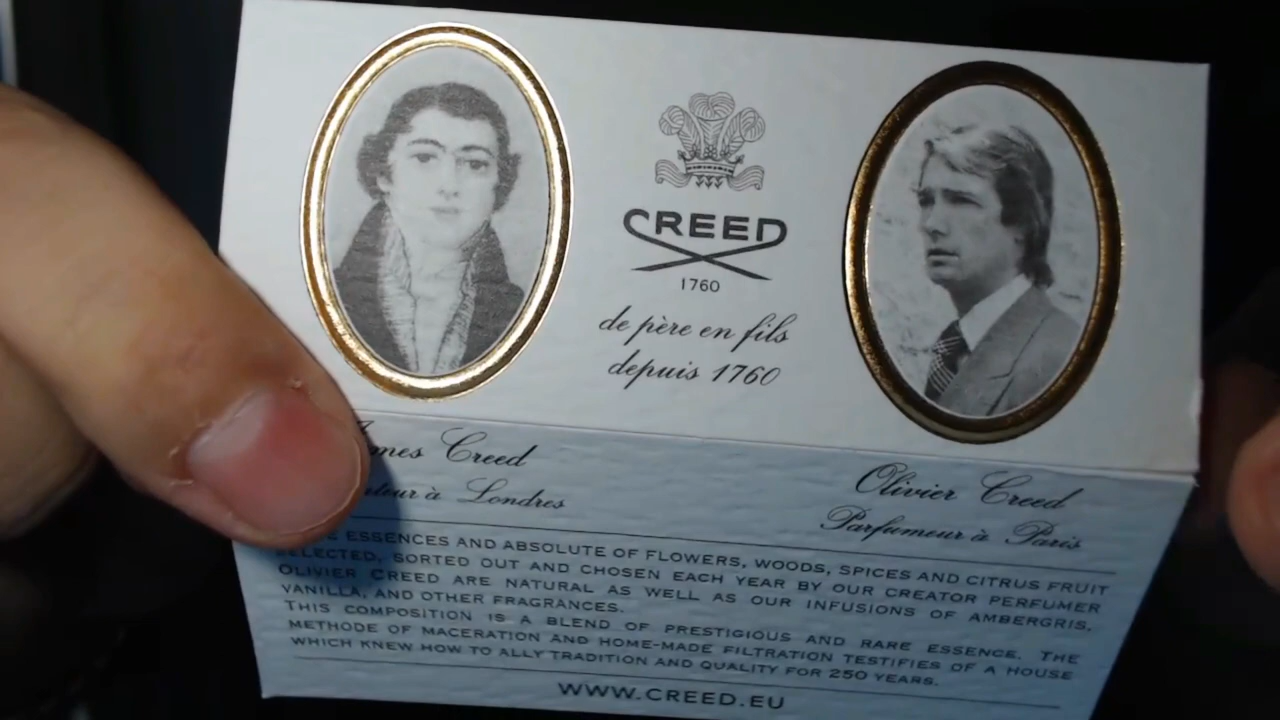 CREED
1760
de père en fils
depuis 1760
Creed
à Londres
Olivier Creed
Parfumeur à Paris
ESSENCES AND ABSOLUTE OF FLOWERS, WOODS, SPICES AND CITRUS FRUIT
SELECTED, SORTED OUT AND CHOSEN EACH YEAR BY OUR CREATOR PERFUMER
OLIVIER CREED ARE NATURAL AS WELL AS OUR INFUSIONS OF AMBERGRIS,
VANILLA, AND OTHER FRAGRANCES.
THIS COMPOSITION IS A BLEND OF PRESTIGIOUS AND RARE ESSENCE. THE
METHODE OF MACERATION AND HOME-MADE FILTRATION TESTIFIES OF A HOUSE
WHICH KNEW HOW TO ALLY TRADITION AND QUALITY FOR 250 YEARS.
WWW.CREED.EU